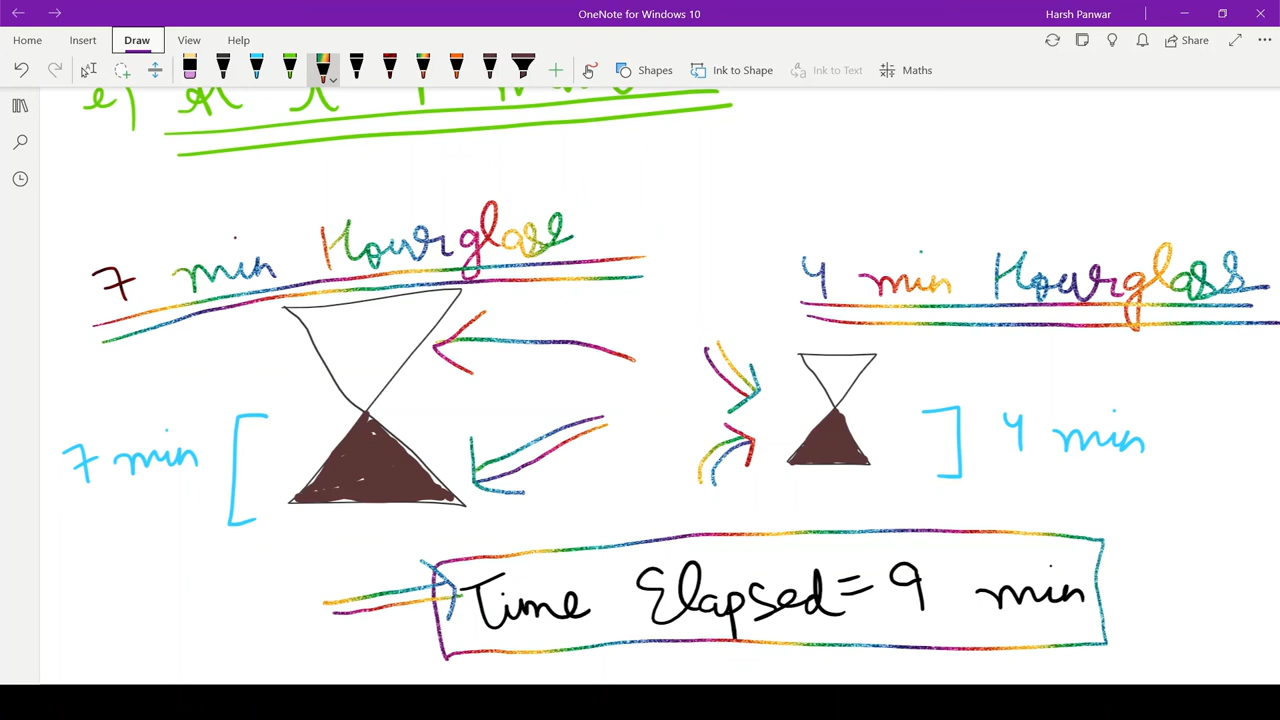 OneNote for Windows 10
Harsh Panwar
Home Insert Draw View Help
Share
Shapes Ink to Shape Ink to Text Maths
e)
7 min Hourglass
4 min Hourglass
7 min
4 min
Time Elapsed = 9 min